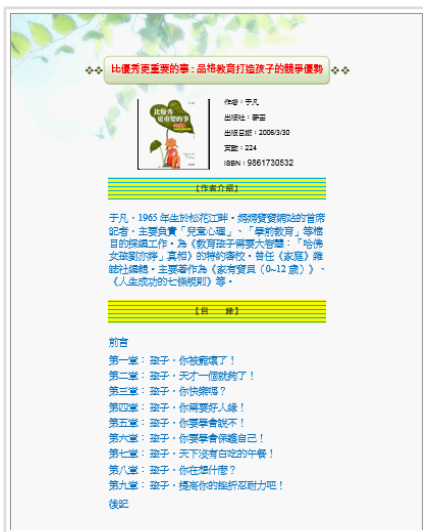 比優秀更重要的事：品格教育打造孩子的競爭優勢
比優秀
更重要的事
作者：于凡
出版社：夢宙
出版日期：2006/3/30
頁數：224
ISBN：9861730532
【作者介紹】
于凡，1965 年生於松花江畔，媽媽寶寶網站的首席
記者，主要負責「兒童心理」、「學前教育」等欄
目的採編工作。為《教育孩子需要大智慧：「哈佛
女孩劉亦婷」真相》的特約審校。曾任《家庭》雜
誌社編輯。主要著作為《家有寶貝（0~12 歲）》、
《人生成功的七條規則》等。
【目 錄】
前言
第一章：孩子，你被寵壞了！
第二章：孩子，天才一個就夠了！
第三章：孩子，你快樂嗎？
第四章：孩子，你需要好人緣！
第五章：孩子，你要學會說不！
第六章：孩子，你要學會保護自己！
第七章：孩子，天下沒有白吃的午餐！
第八章：孩子，你在想什麼？
第九章：孩子，提高你的挫折忍耐力吧！
後記